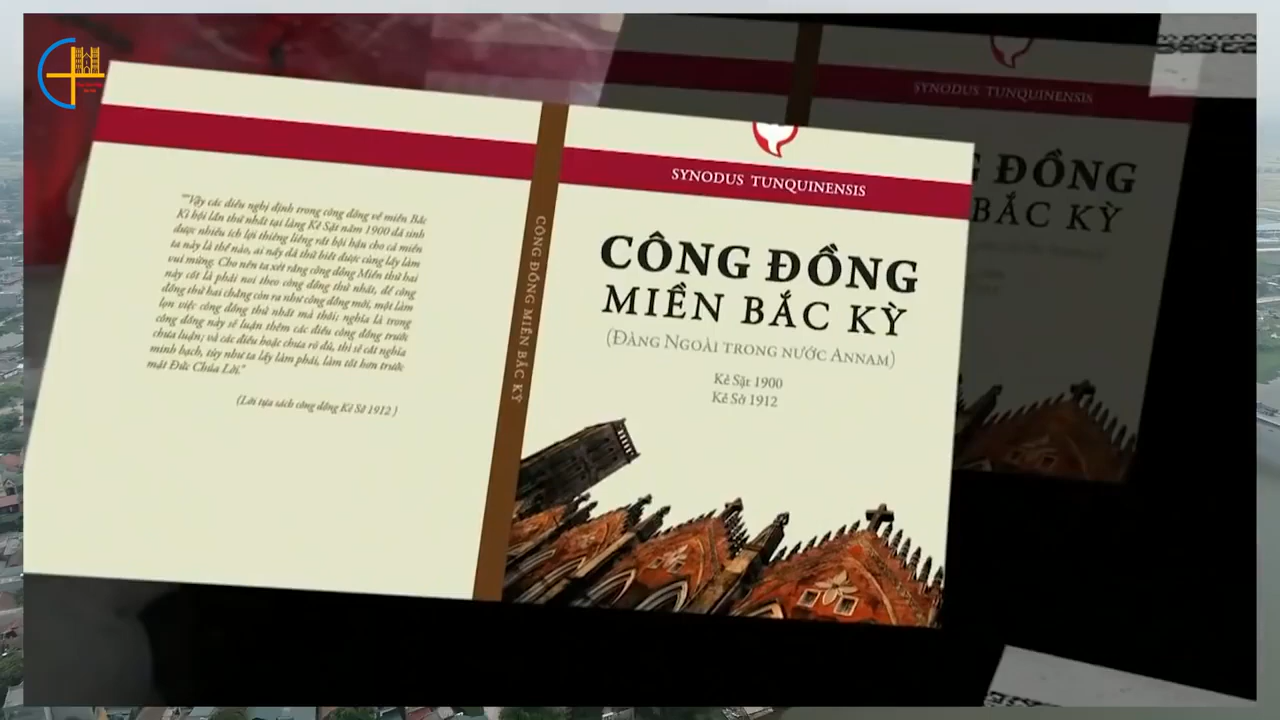 "Vậy các điều nghị định trong công đồng về miền Bắc
Kì hội lần thứ nhất tại làng Kẻ Sặt năm 1900 đã sinh
được nhiều ích lợi thiêng liêng rất bội hậu cho cả miền
ta này là thể nào, ai nấy đã thử biết được cùng lấy làm
vui mừng. Cho nên ta xét rằng công đồng Miền thứ hai
này cốt là phải noi theo công đồng thứ nhất, để công
đồng thứ hai chẳng còn ra như công đồng mới, một làm
lọn việc công đồng thứ nhất mà thôi; nghĩa là trong
công đồng này sẽ luận thêm các điều công đồng trước
chưa luận; và các điều hoặc chưa rõ đủ, thì sẽ cắt nghĩa
minh bạch, tùy như ta lấy làm phải, làm tốt hơn trước
mặt Đức Chúa Lời."
(Lời tựa sách công đồng Kẻ Sở 1912 )
CÔNG ĐỒNG MIỀN BẮC KỲ
SYNODUS TUNQUINENSIS
CÔNG ĐỒNG
MIỀN BẮC KỲ
(ĐÀNG NGOÀI TRONG NƯỚC ANNAM)
Kẻ Sặt 1900
Kẻ Sở 1912
SYNODUS TUNQUINENSIS
G ĐỒNG
BẮC KỲ